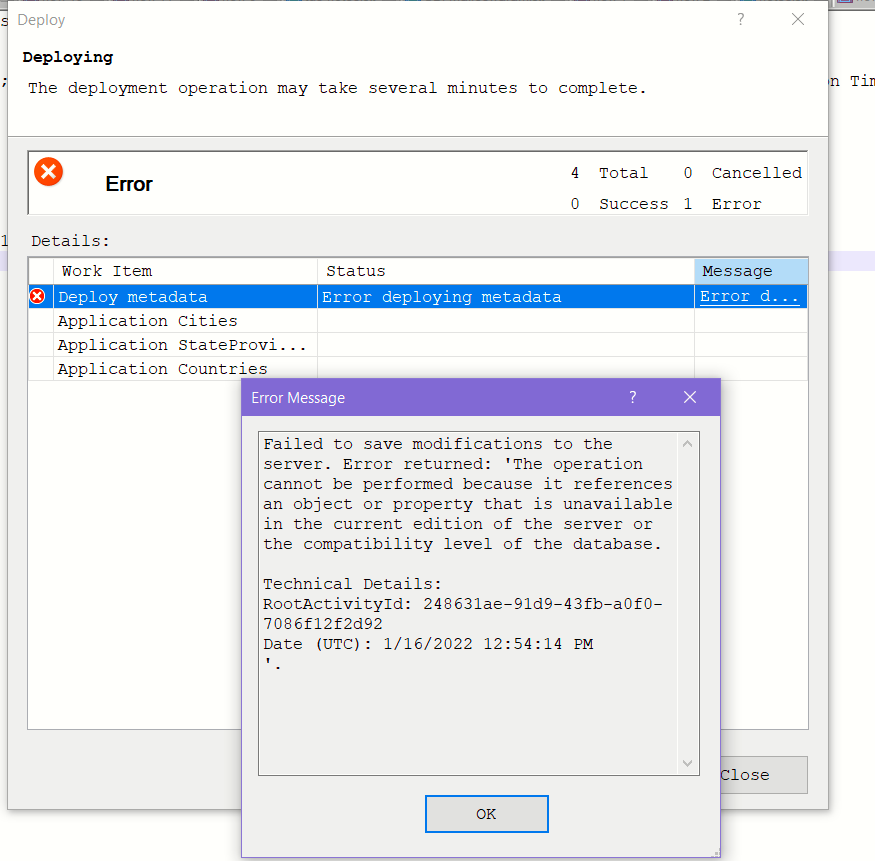 Deploy
?
Deploying
The deployment operation may take several minutes to complete.
n Tim
Error
4 Total 0 Cancelled
0 Success 1 Error
Details:
Work Item Status Message
Deploy metadata Error deploying metadata Error d...
Application Cities
Application StateProvi...
Application Countries
Error Message
?
Failed to save modifications to the
server. Error returned: 'The operation
cannot be performed because it references
an object or property that is unavailable
in the current edition of the server or
the compatibility level of the database.
Technical Details:
RootActivityId: 248631ae-91d9-43fb-a0f0-
7086f12f2d92
Date (UTC): 1/16/2022 12:54:14 PM
'.
Close
OK